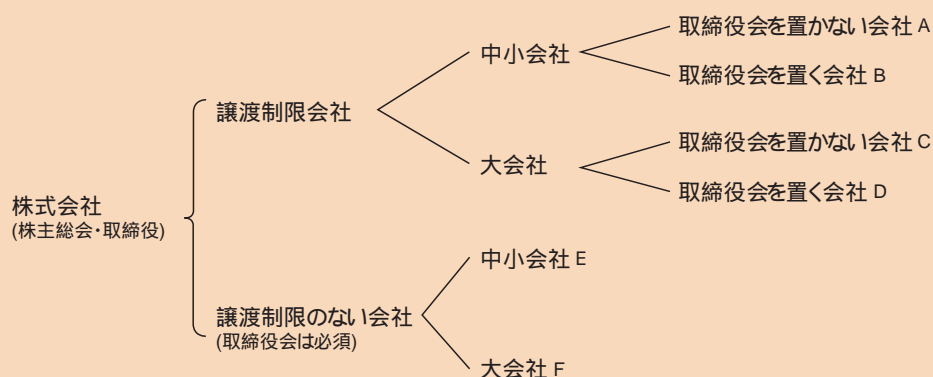 株式会社
(株主総会・取締役)
譲渡制限会社
中小会社
取締役会を置かない会社 A
取締役会を置く会社 B
大会社
取締役会を置かない会社 C
取締役会を置く会社 D
譲渡制限のない会社
(取締役会は必須)
中小会社 E
大会社 F